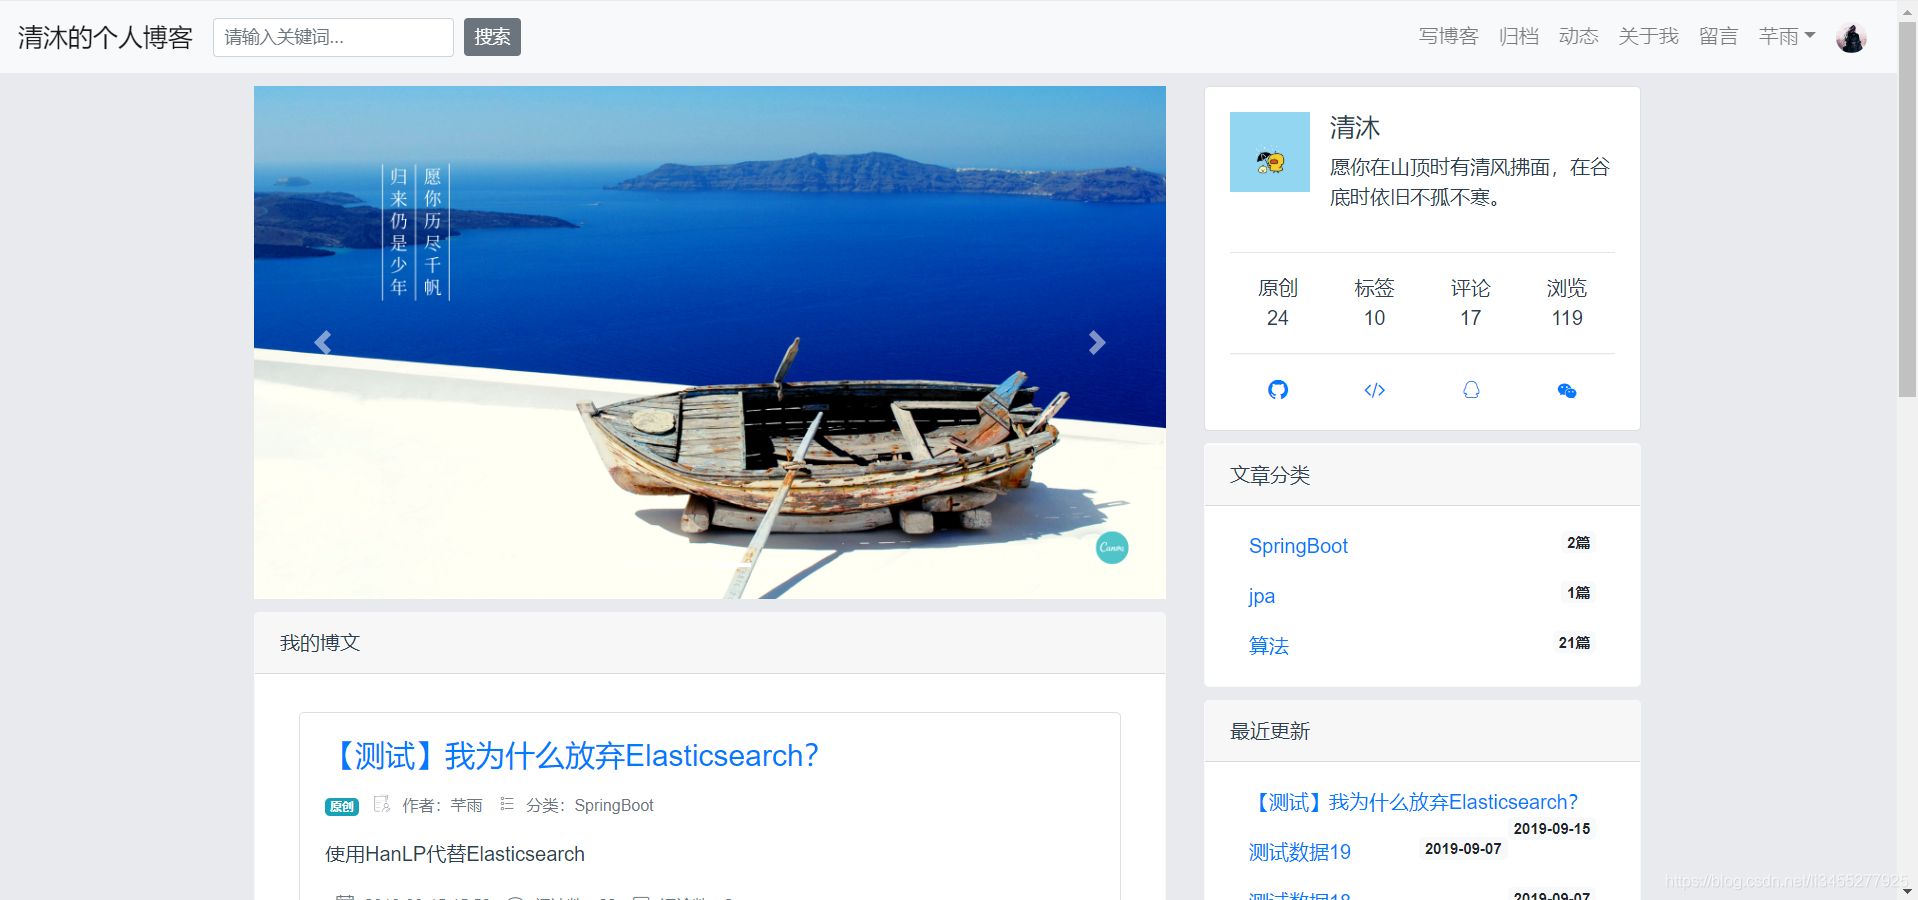 清沐的个人博客
请输入关键词...
搜索
写博客 归档 动态 关于我 留言 芊雨
愿你历尽千帆
归来仍是少年
Canva
清沐
愿你在山顶时有清风拂面，在谷
底时依旧不孤不寒。
原创 标签 评论 浏览
24 10 17 119
文章分类
SpringBoot 2篇
jpa 1篇
算法 21篇
我的博文
【测试】我为什么放弃Elasticsearch？
原创 作者：芊雨 分类：SpringBoot
使用HanLP代替Elasticsearch
最近更新
【测试】我为什么放弃Elasticsearch？
2019-09-15
测试数据19 2019-09-07
测试数据18 2019-09-07
https://blog.csdn.net/li3455277925